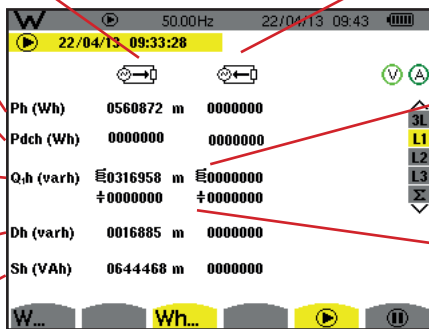 W 50.00Hz 22/04/13 09:43
22/04/13 09:33:28
V A
Ph (Wh) 0560872 m 0000000
3L
Pdch (Wh) 0000000 0000000
L1
L2
Q₁h (varh) 0316958 m 0000000
L3
0000000 0000000
Σ
Dh (varh) 0016885 m 0000000
Sh (VAh) 0644468 m 0000000
W... Wh...